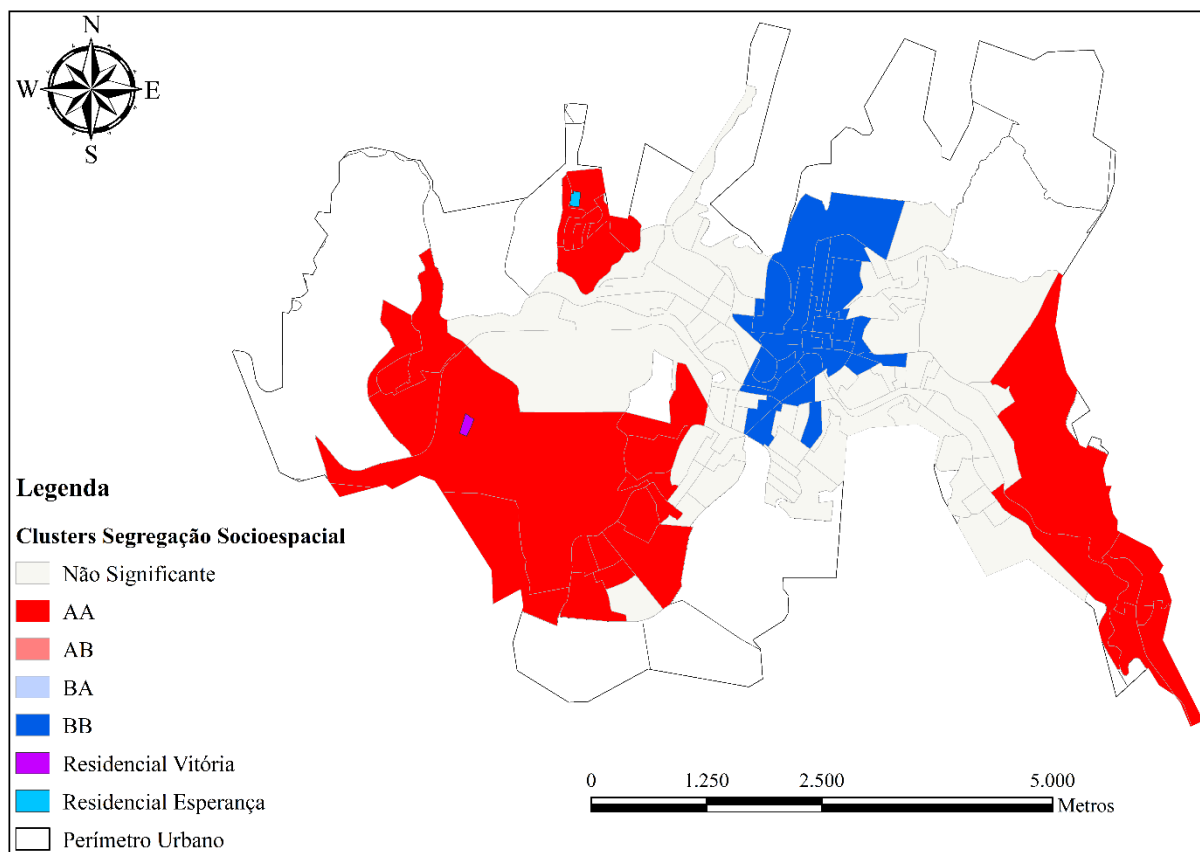 N
W
E
S
Legenda
Clusters Segregação Socioespacial
Não Significante
AA
AB
BA
BB
Residencial Vitória
Residencial Esperança
Perímetro Urbano
0 1.250 2.500 5.000
Metros